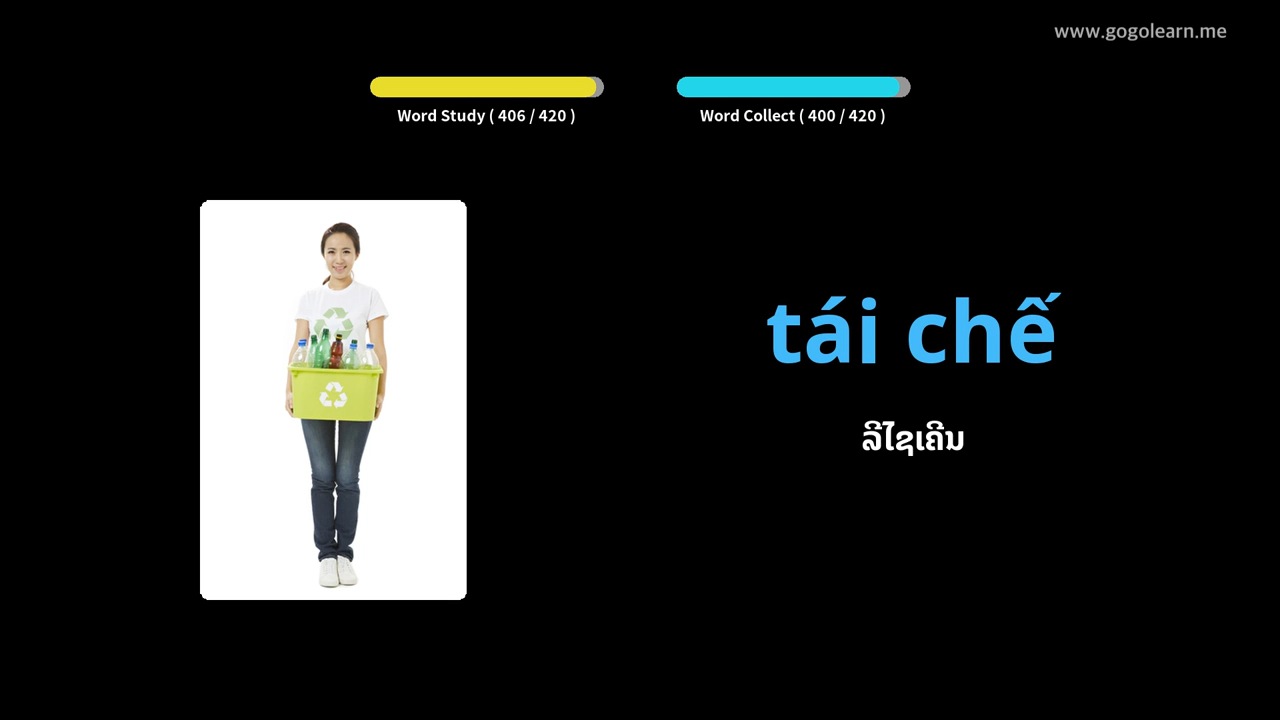 www.gogolearn.me
Word Study ( 406 / 420 )
Word Collect ( 400 / 420 )
tái chế
ລີໄຊເຄີນ